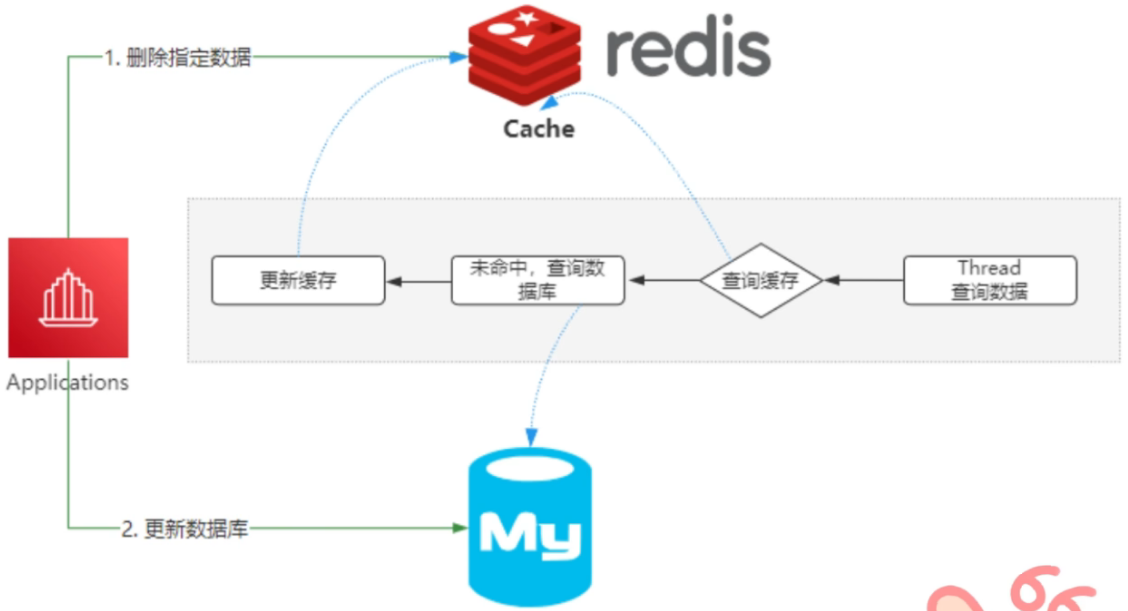 1. 删除指定数据
redis
Cache
更新缓存
未命中，查询数
据库
查询缓存
Thread
查询数据
Applications
2. 更新数据库
My